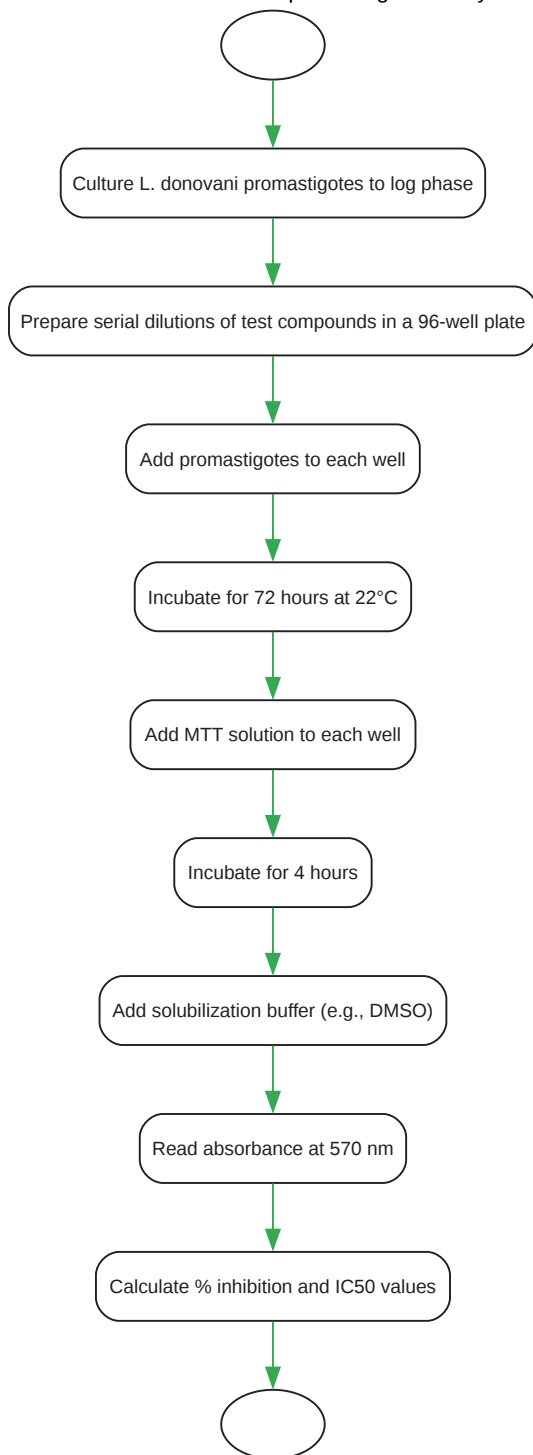 Culture L. donovani promastigotes to log phase
Prepare serial dilutions of test compounds in a 96-well plate
Add promastigotes to each well
Incubate for 72 hours at 22°C
Add MTT solution to each well
Incubate for 4 hours
Add solubilization buffer (e.g., DMSO)
Read absorbance at 570 nm
Calculate % inhibition and IC50 values